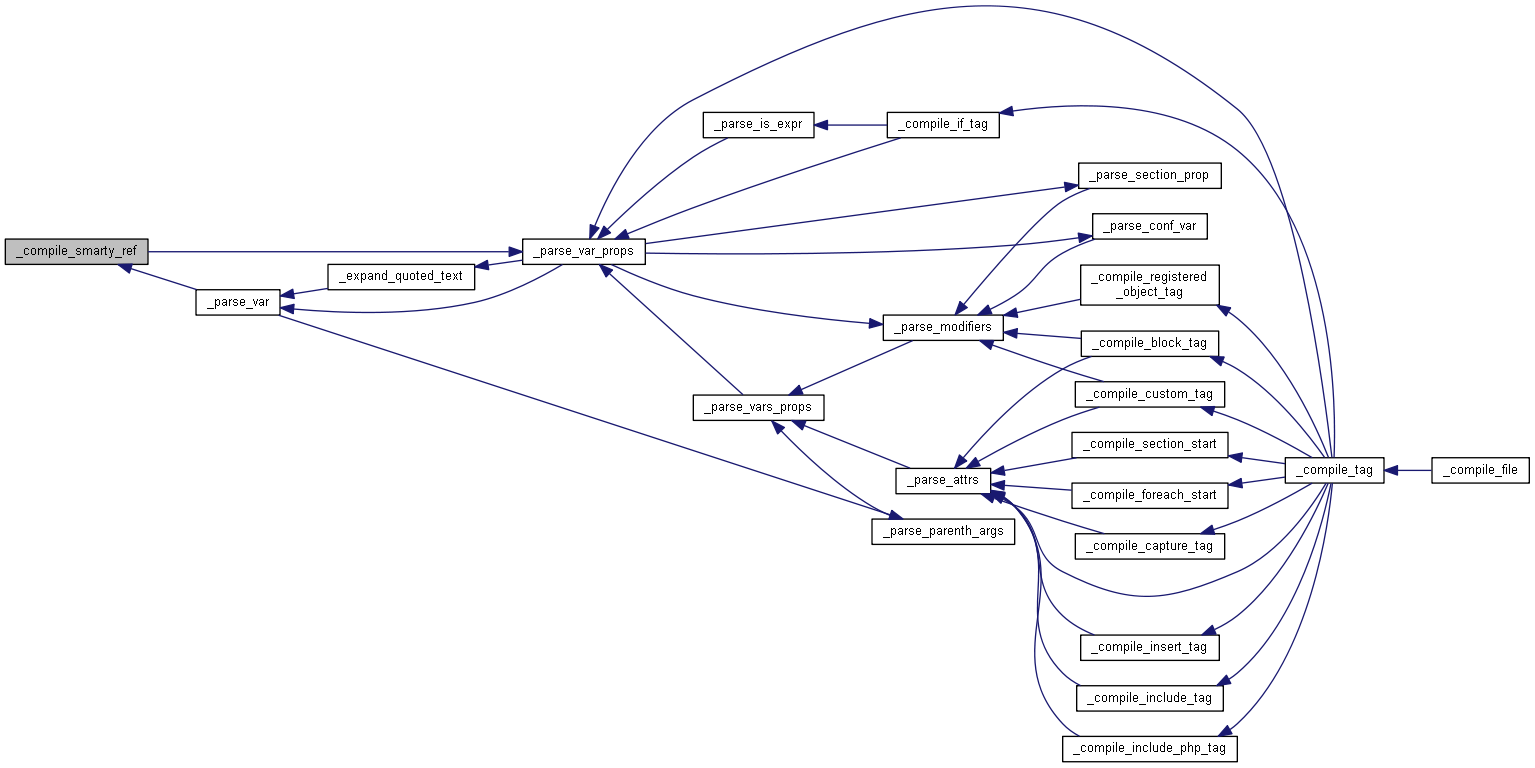 _parse_is_expr
_compile_if_tag
_parse_section_prop
_parse_conf_var
_compile_smarty_ref
_parse_var_props
_expand_quoted_text
_compile_registered
_object_tag
_parse_var
_parse_modifiers
_compile_block_tag
_compile_custom_tag
_parse_vars_props
_compile_section_start
_compile_tag
_compile_file
_parse_attrs
_compile_foreach_start
_parse_parenth_args
_compile_capture_tag
_compile_insert_tag
_compile_include_tag
_compile_include_php_tag